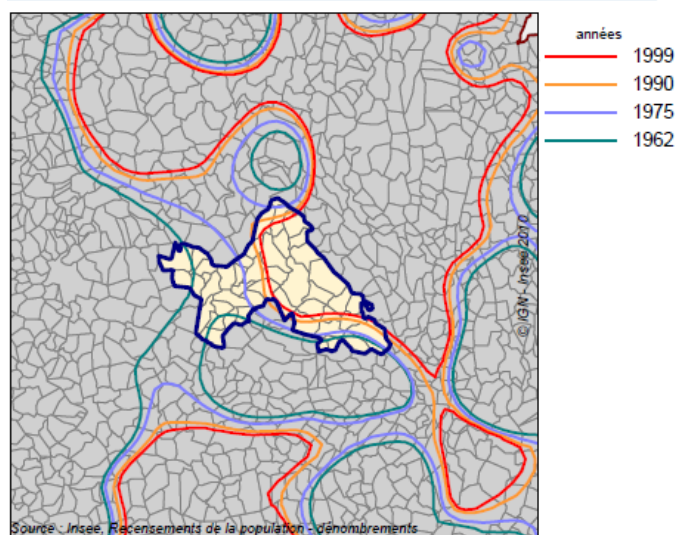 années
1999
1990
1975
1962
© IGN - Insee 2010
Source : Insee, Recensements de la population - dénombrements